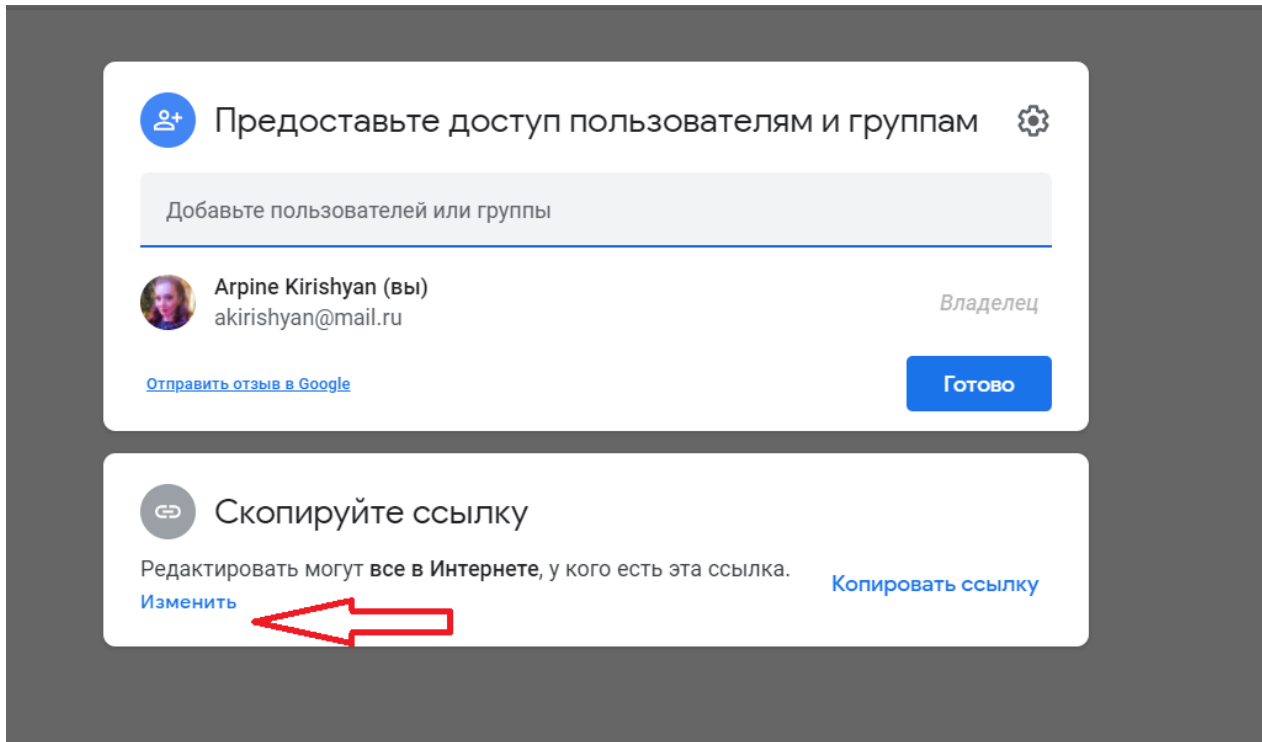 Предоставьте доступ пользователям и группам
Добавьте пользователей или группы
Arpine Kirishyan (вы)
akirishyan@mail.ru
Владелец
Отправить отзыв в Google
Готово
Скопируйте ссылку
Редактировать могут все в Интернете, у кого есть эта ссылка.
Изменить
Копировать ссылку